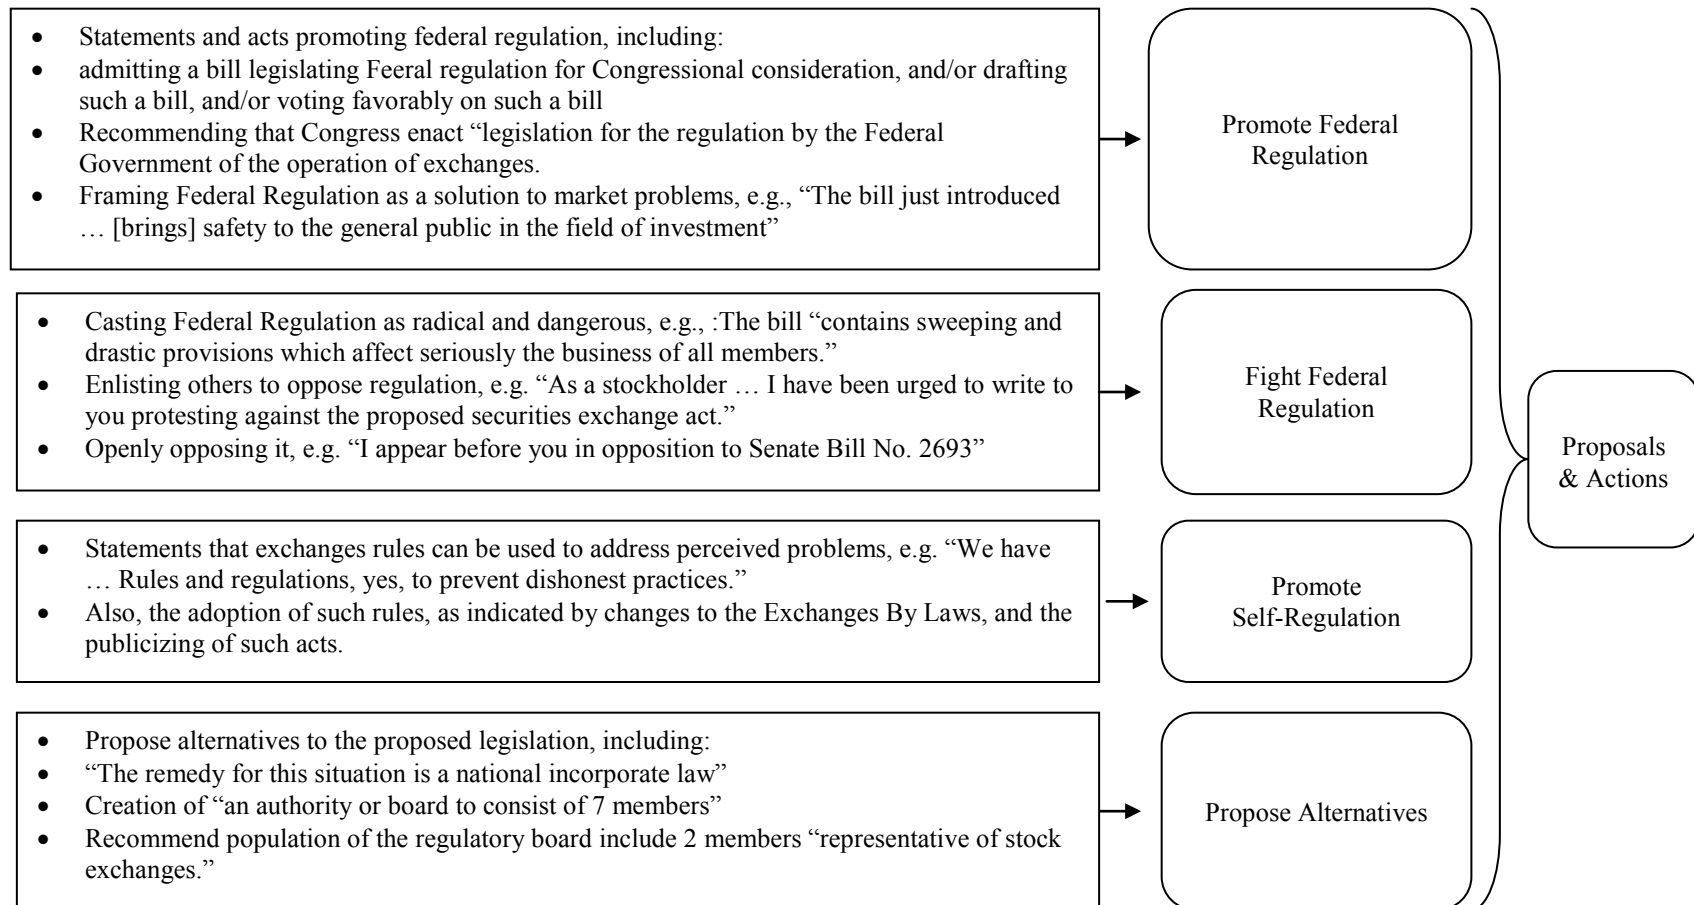 • Statements and acts promoting federal regulation, including:
• admitting a bill legislating Feeral regulation for Congressional consideration, and/or drafting
such a bill, and/or voting favorably on such a bill
• Recommending that Congress enact “legislation for the regulation by the Federal
Government of the operation of exchanges.
• Framing Federal Regulation as a solution to market problems, e.g., “The bill just introduced
… [brings] safety to the general public in the field of investment”
Promote Federal
Regulation
• Casting Federal Regulation as radical and dangerous, e.g., :The bill “contains sweeping and
drastic provisions which affect seriously the business of all members.”
• Enlisting others to oppose regulation, e.g. “As a stockholder … I have been urged to write to
you protesting against the proposed securities exchange act.”
• Openly opposing it, e.g. “I appear before you in opposition to Senate Bill No. 2693”
Fight Federal
Regulation
• Statements that exchanges rules can be used to address perceived problems, e.g. “We have
… Rules and regulations, yes, to prevent dishonest practices.”
• Also, the adoption of such rules, as indicated by changes to the Exchanges By Laws, and the
publicizing of such acts.
Promote
Self-Regulation
• Propose alternatives to the proposed legislation, including:
• “The remedy for this situation is a national incorporate law”
• Creation of “an authority or board to consist of 7 members”
• Recommend population of the regulatory board include 2 members “representative of stock
exchanges.”
Propose Alternatives
Proposals
& Actions